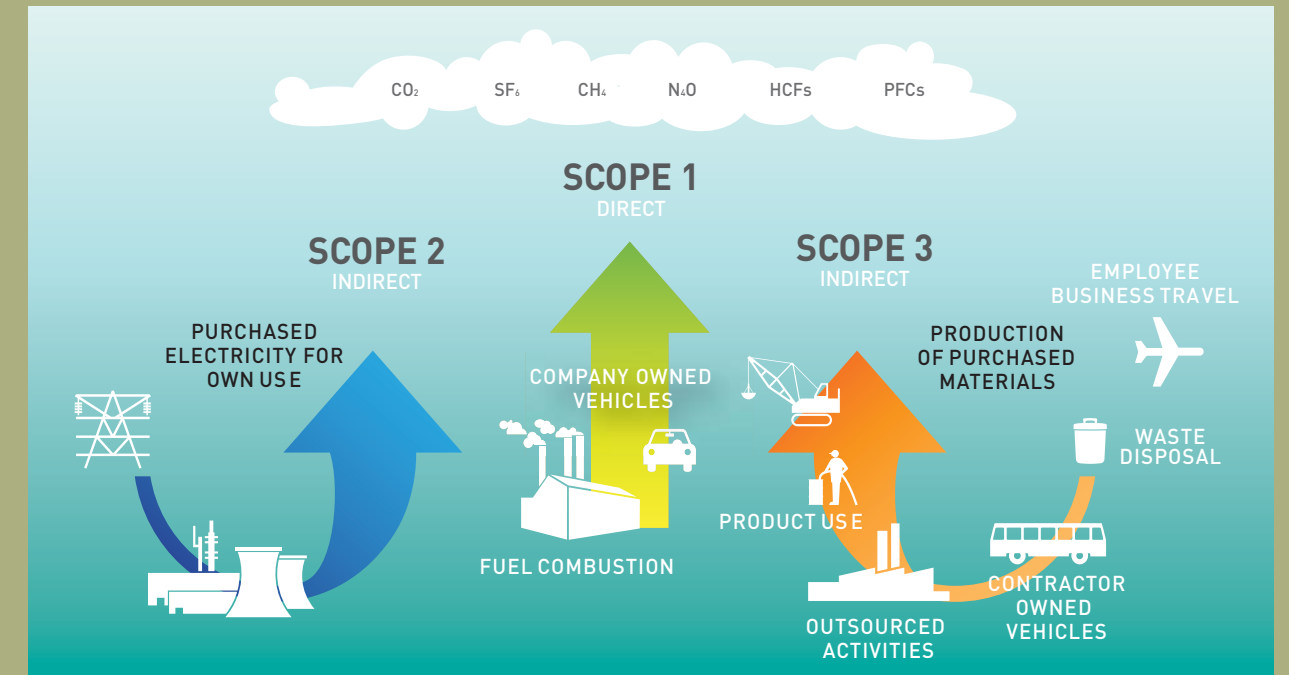 CO₂ SF₆ CH₄ N₄O HCFs PFCs
SCOPE 1
DIRECT
SCOPE 2
INDIRECT
SCOPE 3
INDIRECT
EMPLOYEE
BUSINESS TRAVEL
PURCHASED
ELECTRICITY FOR
OWN USE
COMPANY OWNED
VEHICLES
PRODUCTION
OF PURCHASED
MATERIALS
WASTE
DISPOSAL
PRODUCT USE
FUEL COMBUSTION
CONTRACTOR
OWNED
VEHICLES
OUTSOURCED
ACTIVITIES